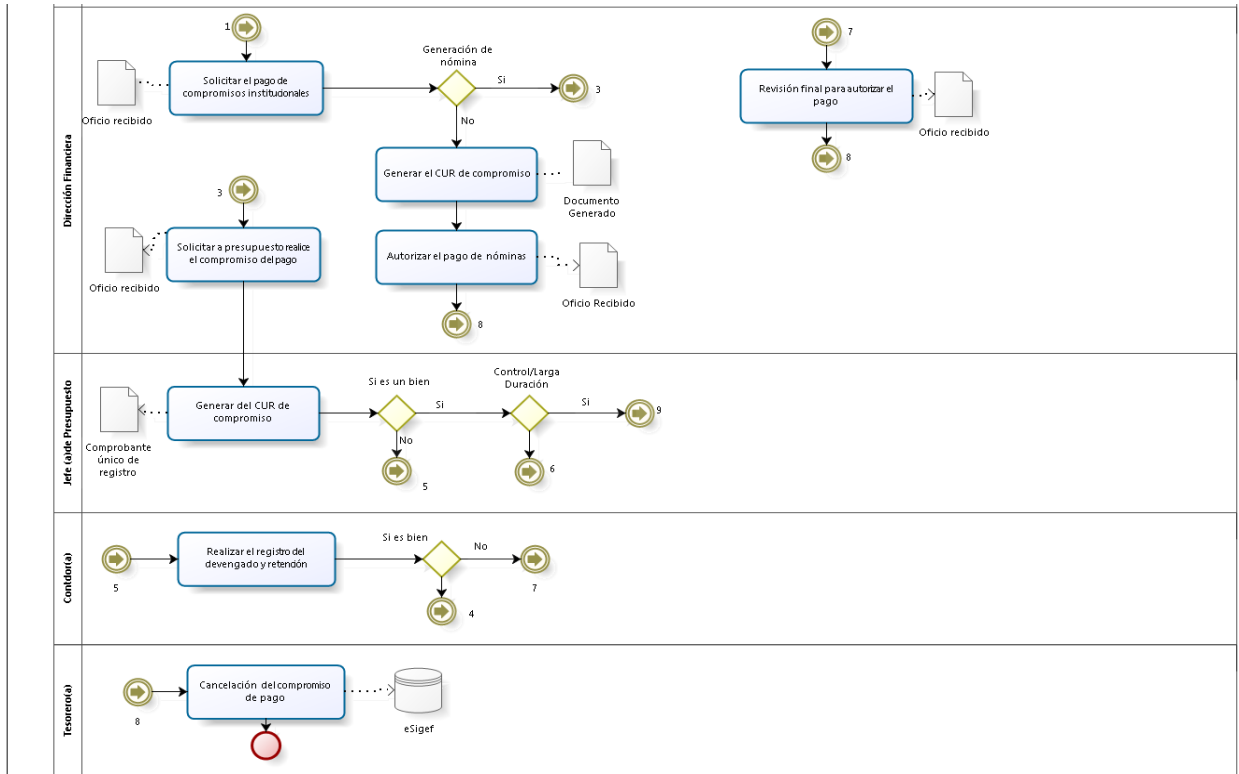 Dirección Financiera
1
Solicitar el pago de
compromisos institucionales
Oficio recibido
Generación de
nómina
Si
3
No
Generar el CUR de compromiso
Documento
Generado
Autorizar el pago de nóminas
Oficio Recibido
8
3
Solicitar a presupuesto realice
el compromiso del pago
Oficio recibido
7
Revisión final para autorizar el
pago
Oficio recibido
8
Jefe (a)de Presupuesto
Generar del CUR de
compromiso
Comprobante
único de
registro
Si es un bien
Si
No
5
Control/Larga
Duración
Si
9
6
Contdor(a)
5
Realizar el registro del
devengado y retendón
Si es bien
No
7
4
Tesorero(a)
8
Cancelación del compromiso
de pago
eSigef